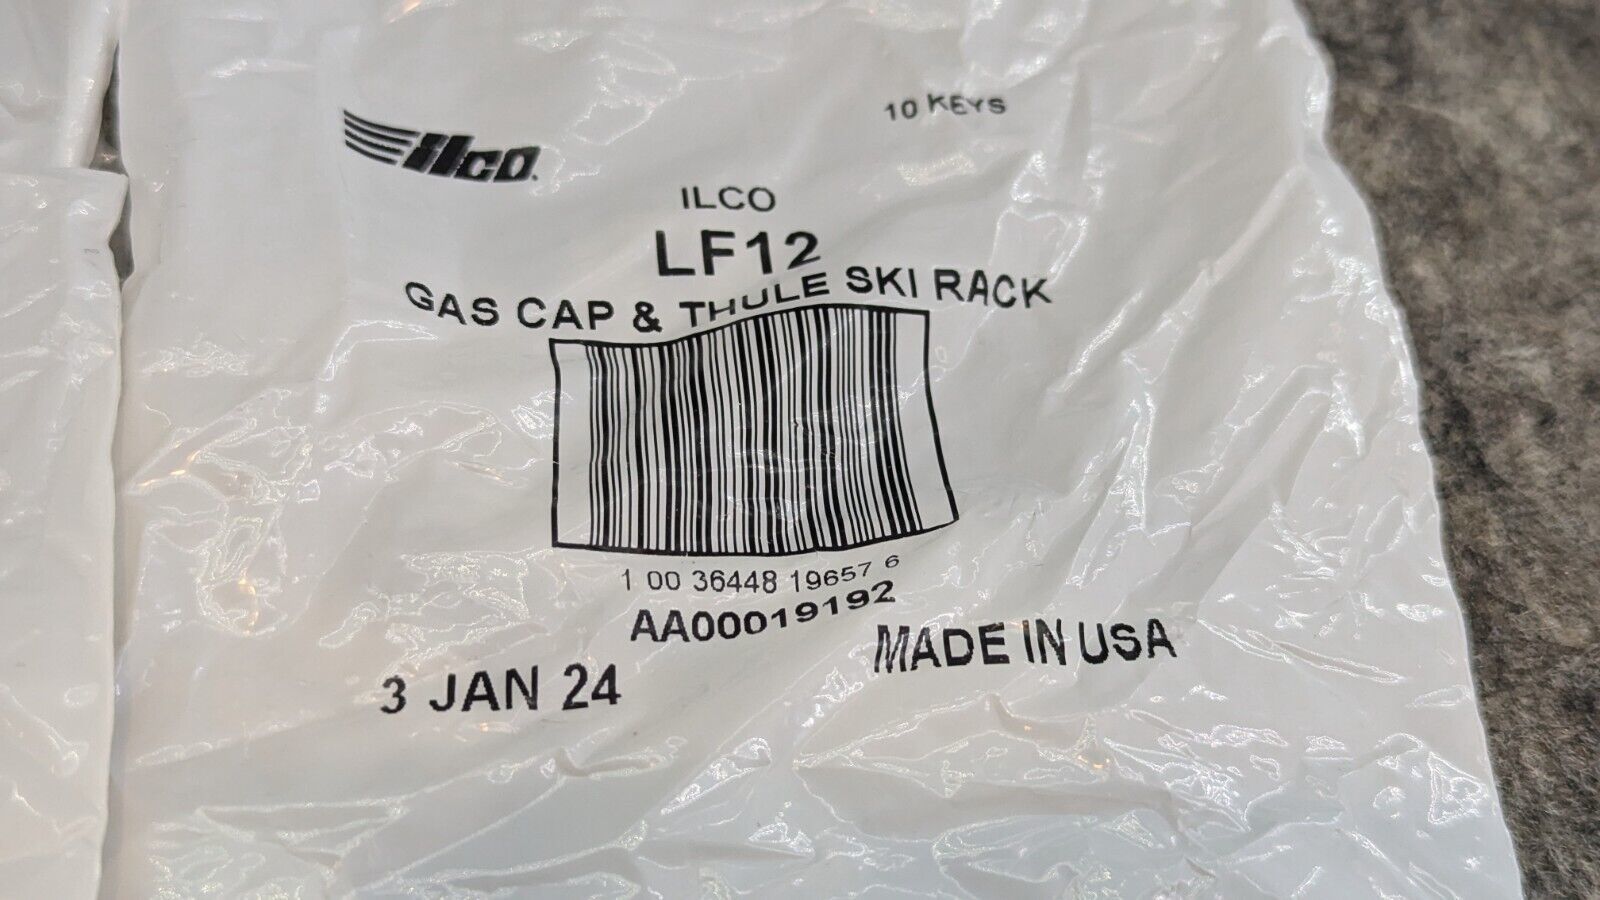 10 KEYS
ilco.
ILCO
LF12
GAS CAP & THULE SKI RACK
1 00 36448 19657 6
AA00019192
MADE IN USA
3 JAN 24